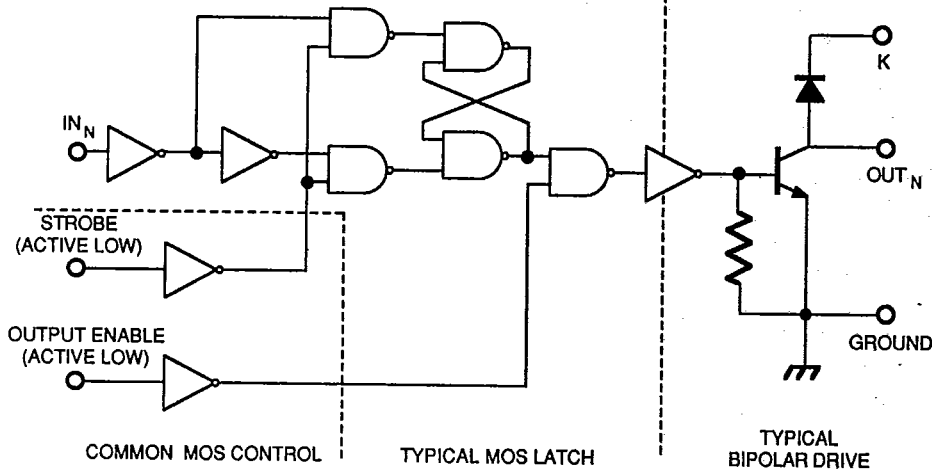 K
IN N
OUT N
STROBE
(ACTIVE LOW)
OUTPUT ENABLE
(ACTIVE LOW)
GROUND
COMMON MOS CONTROL
TYPICAL MOS LATCH
TYPICAL
BIPOLAR DRIVE